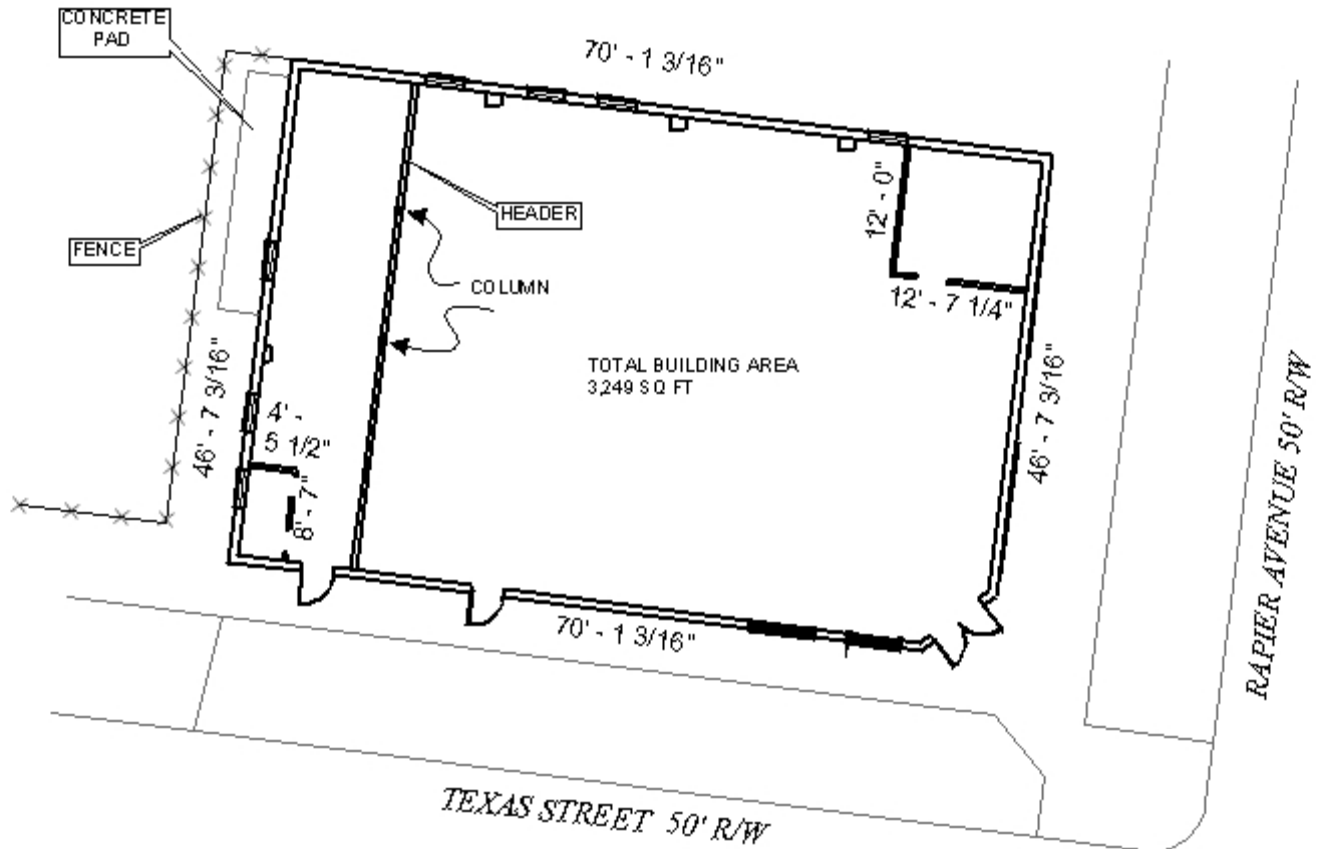 CONCRETE
PAD
70' - 1 3/16"
HEADER
12' - 0"
FENCE
COLUMN
12' - 7 1/4"
TOTAL BUILDING AREA
3,249 SQ FT
46' - 7 3/16"
46' - 7 3/16"
4' -
5 1/2"
8' - 7"
70' - 1 3/16"
RAPIER AVENUE 50' R/W
TEXAS STREET 50' R/W